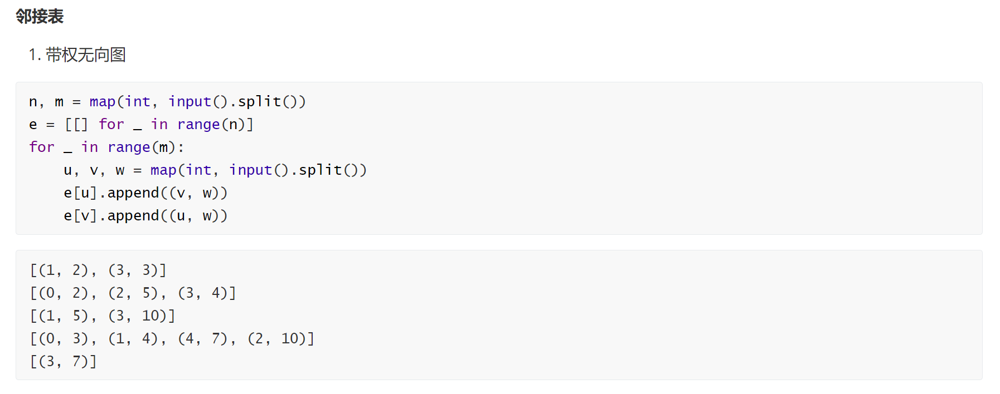 邻接表
1. 带权无向图
n, m = map(int, input().split())
e = [[] for _ in range(n)]
for _ in range(m):
    u, v, w = map(int, input().split())
    e[u].append((v, w))
    e[v].append((u, w))
[(1, 2), (3, 3)]
[(0, 2), (2, 5), (3, 4)]
[(1, 5), (3, 10)]
[(0, 3), (1, 4), (4, 7), (2, 10)]
[(3, 7)]